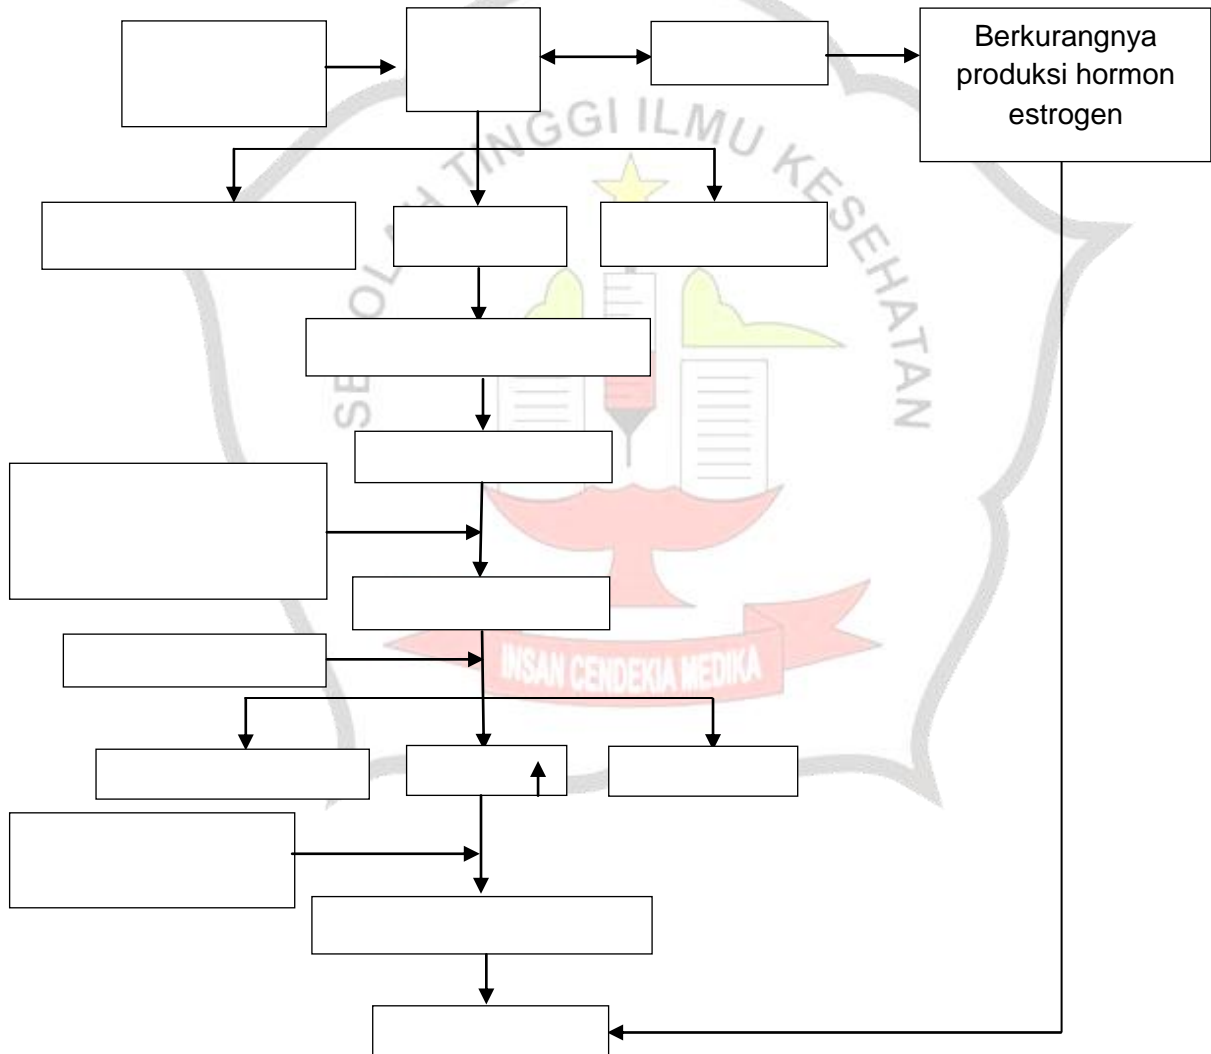 Berkurangnya
produksi hormon
estrogen
SEKOLAH TINGGI ILMU KESEHATAN
INSAN CENDEKIA MEDIKA